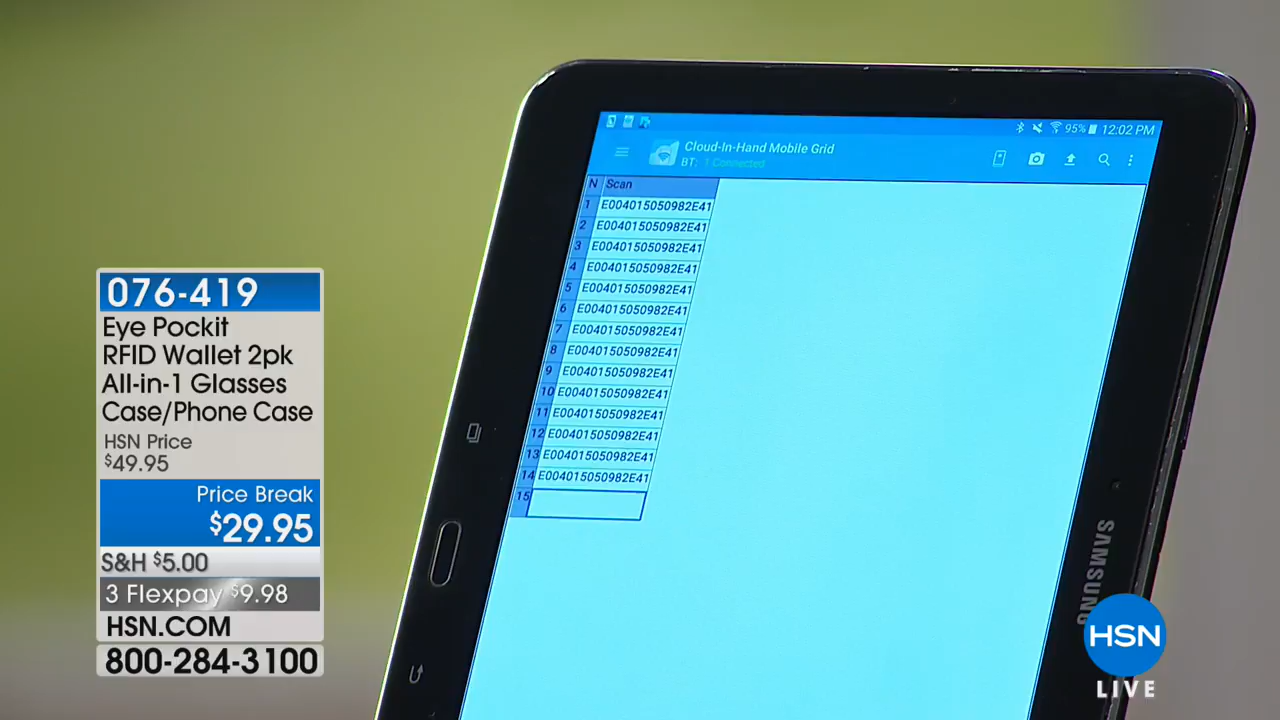 076-419
Eye Pockit
RFID Wallet 2pk
All-in-1 Glasses
Case/Phone Case
HSN Price
$49.95
Price Break
$29.95
S&H $5.00
3 Flexpay $9.98
HSN.COM
800-284-3100
95% 12:02 PM
Cloud-In-Hand Mobile Grid
BT: 1 Connected
N Scan
1 E004015050982E41
2 E004015050982E41
3 E004015050982E41
4 E004015050982E41
5 E004015050982E41
6 E004015050982E41
7 E004015050982E41
8 E004015050982E41
9 E004015050982E41
10 E004015050982E41
11 E004015050982E41
12 E004015050982E41
13 E004015050982E41
14 E004015050982E41
15
SAMSUNG
HSN
LIVE